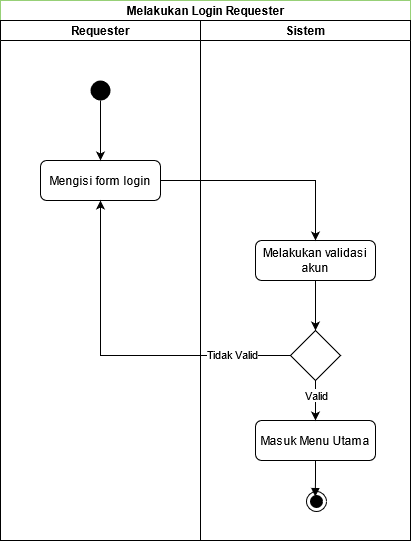 Melakukan Login Requester
Requester
Sistem
Mengisi form login
Melakukan validasi
akun
Tidak Valid
Valid
Masuk Menu Utama